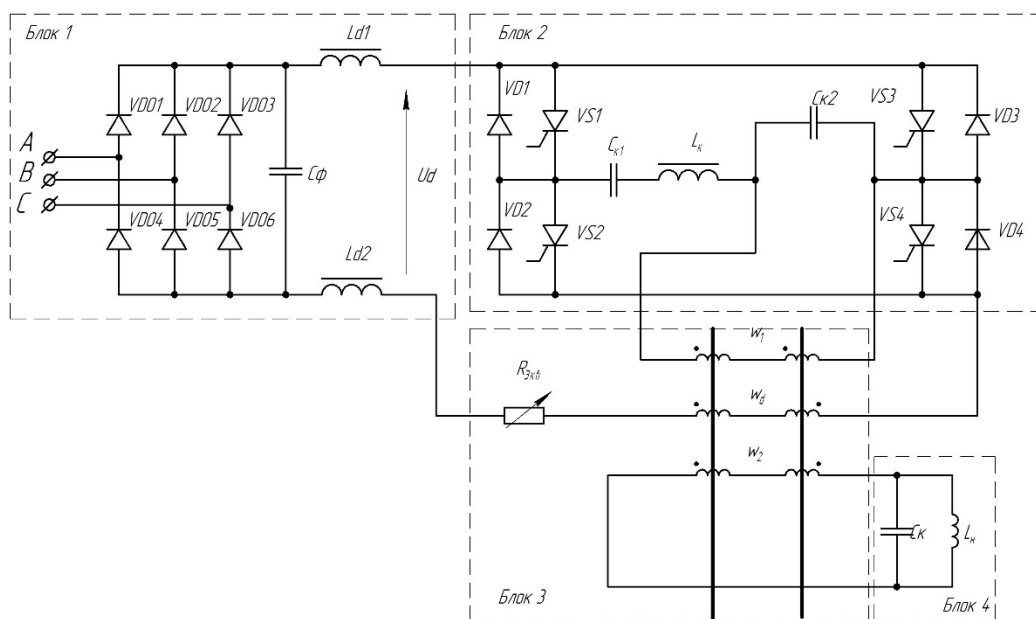 Блок 1
Ld1
VD01
VD02
VD03
A
B
C
Cф
Ud
VD04
VD05
VD06
Ld2
Блок 2
VD1
VS1
Cк1
Lк
Cк2
VS3
VD3
VD2
VS2
VS4
VD4
Rэкв
w1
wd
w2
Cк
Lн
Блок 3
Блок 4